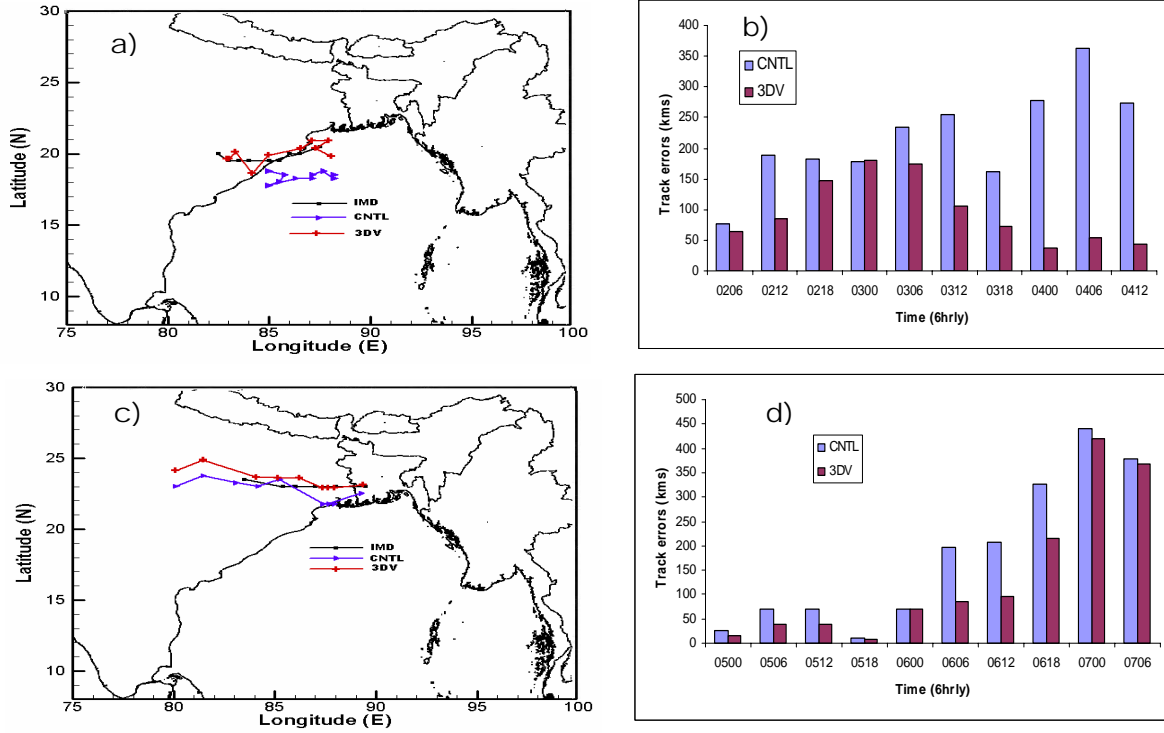 a)
30
25
20
15
10
Latitude (N)
IMD
CNTL
3DV
75 80 85 90 95 100
Longitude (E)
b)
400
350
300
250
200
150
100
50
0
Track errors (kms)
CNTL
3DV
0206 0212 0218 0300 0306 0312 0318 0400 0406 0412
Time (6hrly)
c)
30
25
20
15
10
Latitude (N)
IMD
CNTL
3DV
75 80 85 90 95 100
Longitude (E)
d)
500
450
400
350
300
250
200
150
100
50
0
Track errors (kms)
CNTL
3DV
0500 0506 0512 0518 0600 0606 0612 0618 0700 0706
Time (6hrly)